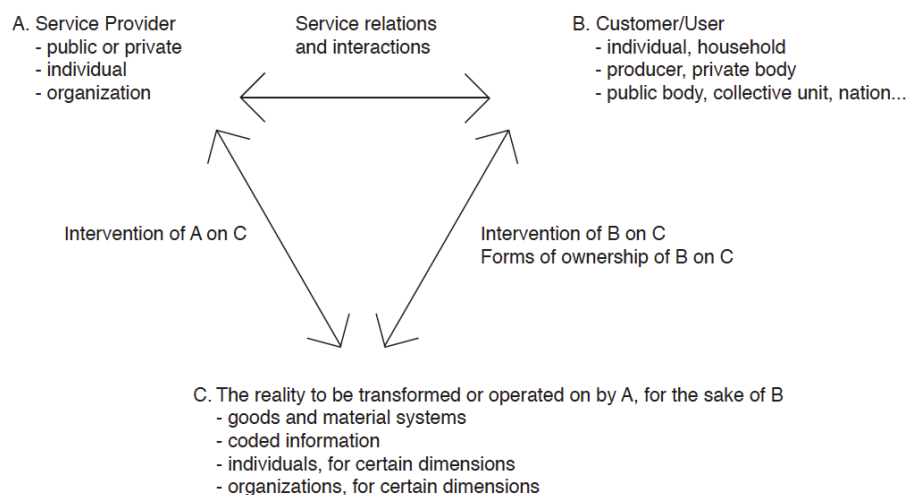 A. Service Provider
- public or private
- individual
- organization
Service relations
and interactions
B. Customer/User
- individual, household
- producer, private body
- public body, collective unit, nation...
Intervention of A on C
Intervention of B on C
Forms of ownership of B on C
C. The reality to be transformed or operated on by A, for the sake of B
- goods and material systems
- coded information
- individuals, for certain dimensions
- organizations, for certain dimensions